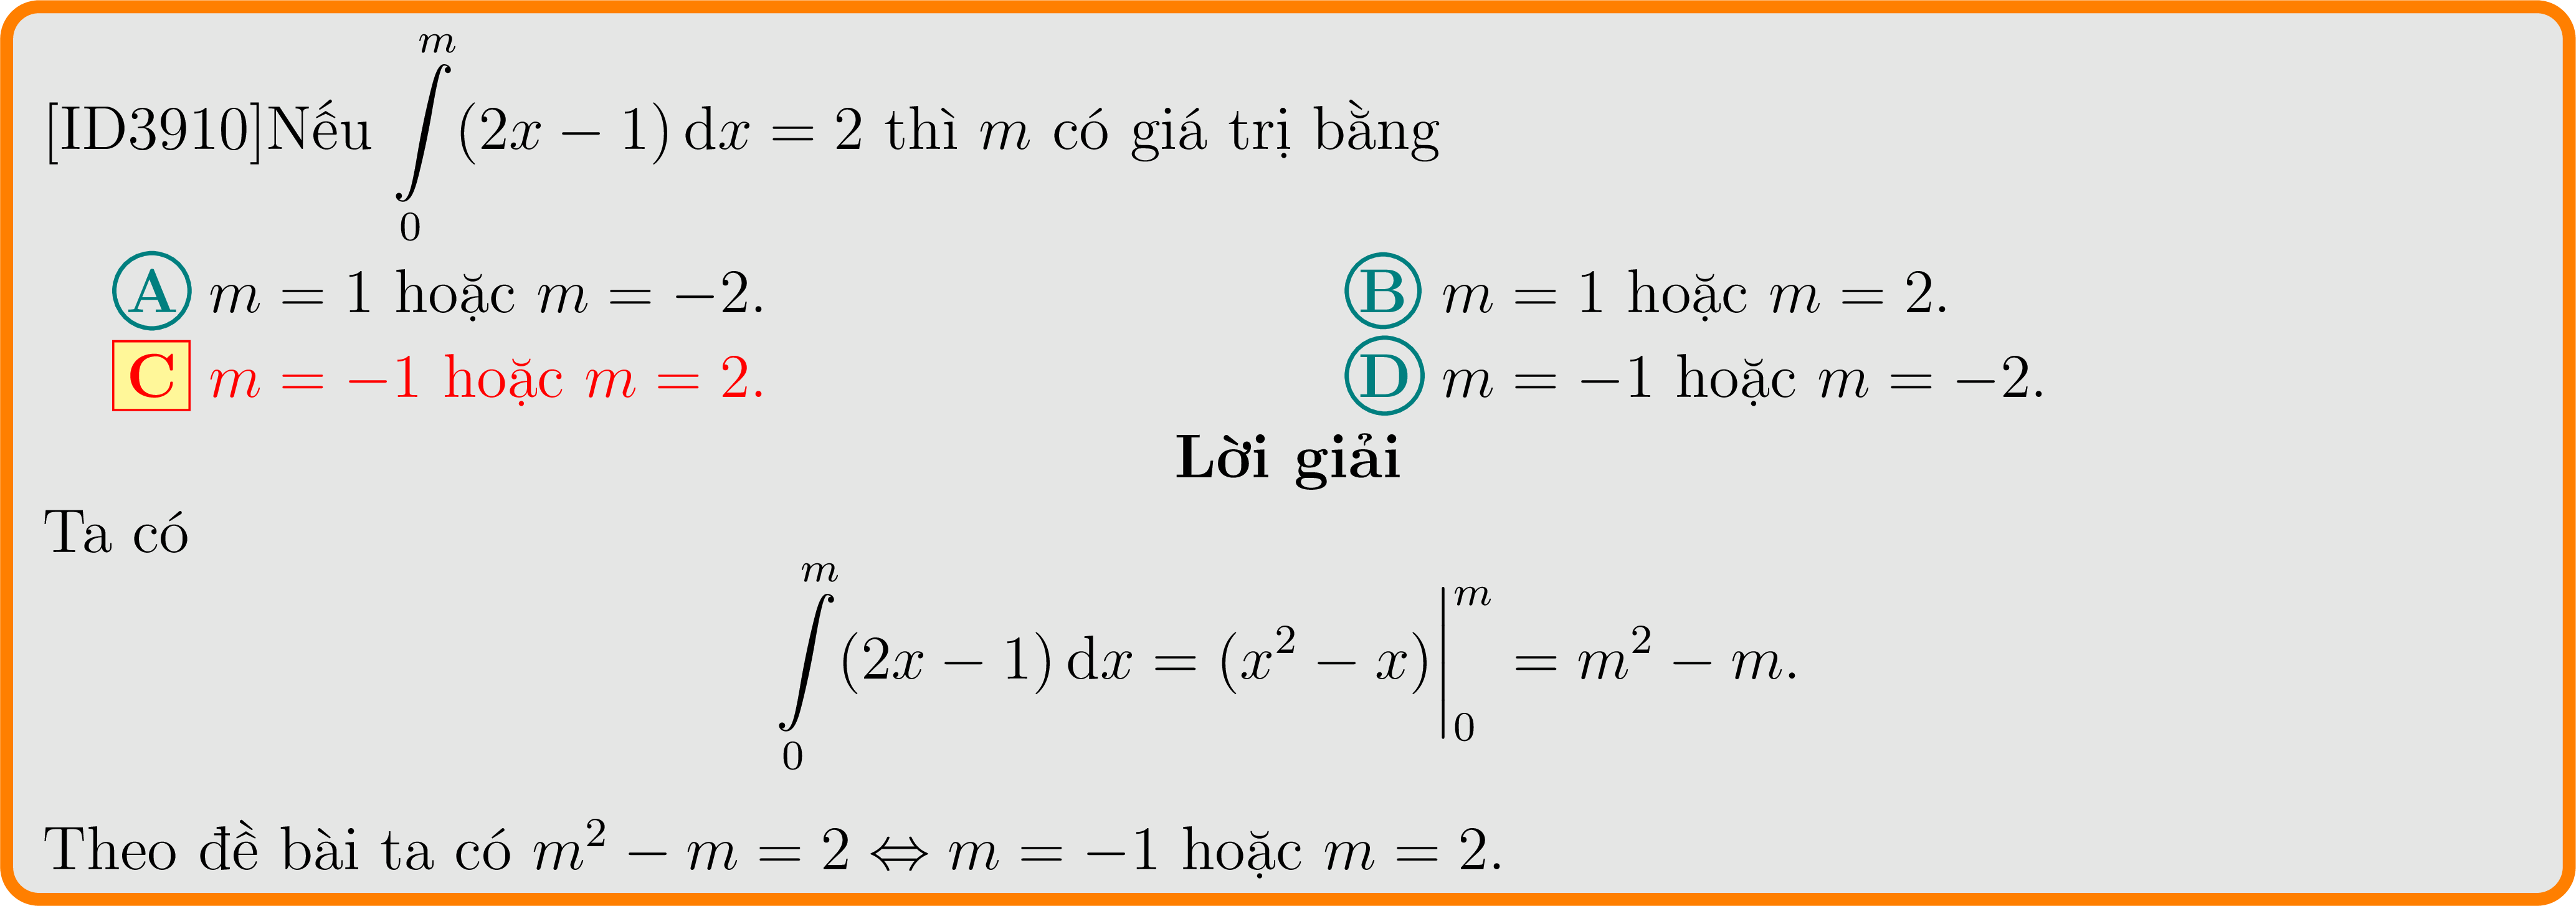 [ID3910]Nếu $\int\limits_0^m (2x - 1)\,\mathrm{d}x = 2$ thì $m$ có giá trị bằng
A $m = 1$ hoặc $m = -2$. B $m = 1$ hoặc $m = 2$.
C $m = -1$ hoặc $m = 2$. D $m = -1$ hoặc $m = -2$.
Lời giải
Ta có
$\int\limits_0^m (2x - 1)\,\mathrm{d}x = (x^2 - x)\Big|_0^m = m^2 - m.$
Theo đề bài ta có $m^2 - m = 2 \Leftrightarrow m = -1$ hoặc $m = 2$.